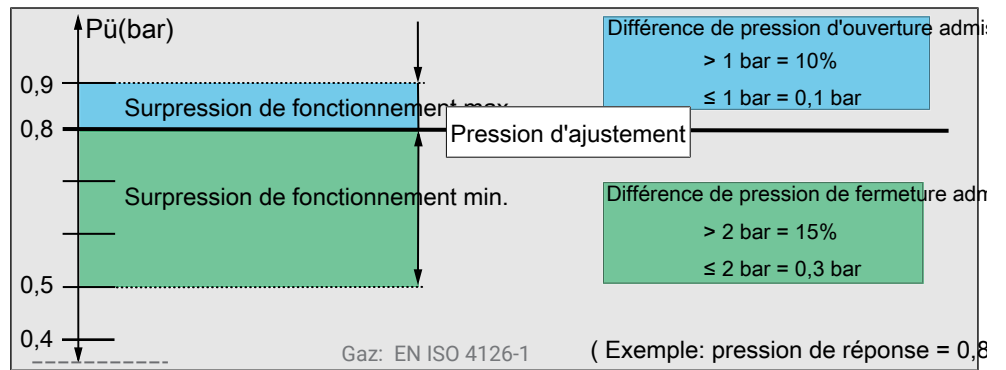 Pü(bar)
0,9
0,8
0,5
0,4
Surpression de fonctionnement max
Pression d'ajustement
Surpression de fonctionnement min.
Différence de pression d'ouverture
> 1 bar = 10%
≤ 1 bar = 0,1 bar
Différence de pression de fermeture
> 2 bar = 15%
≤ 2 bar = 0,3 bar
Gaz: EN ISO 4126-1
( Exemple: pression de réponse = 0,8